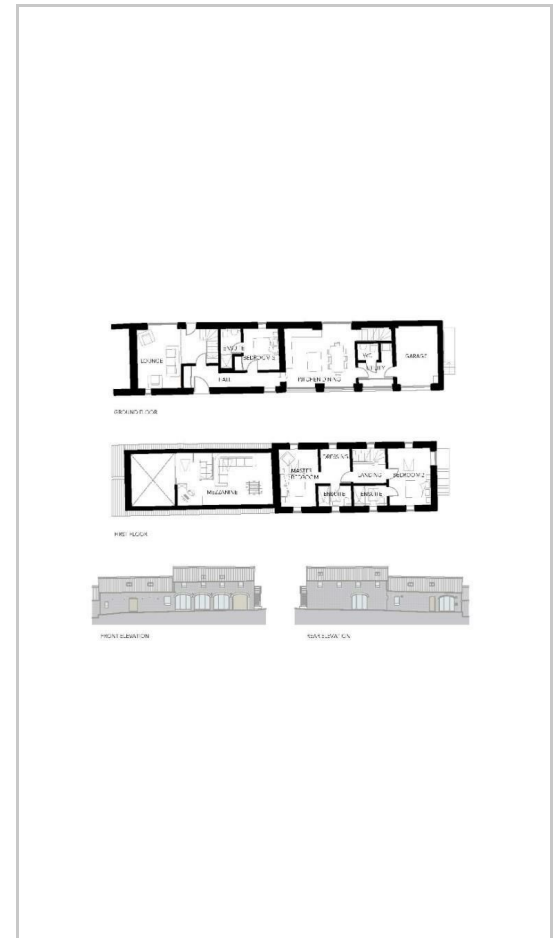 LOUNGE
ENSUITE
BEDROOM 3
HALL
KITCHEN DINING
WC
UTILITY
GARAGE
GROUND FLOOR
MEZZANINE
MASTER
BEDROOM
DRESSING
LANDING
BEDROOM 2
ENSUITE
ENSUITE
FIRST FLOOR
FRONT ELEVATION
REAR ELEVATION